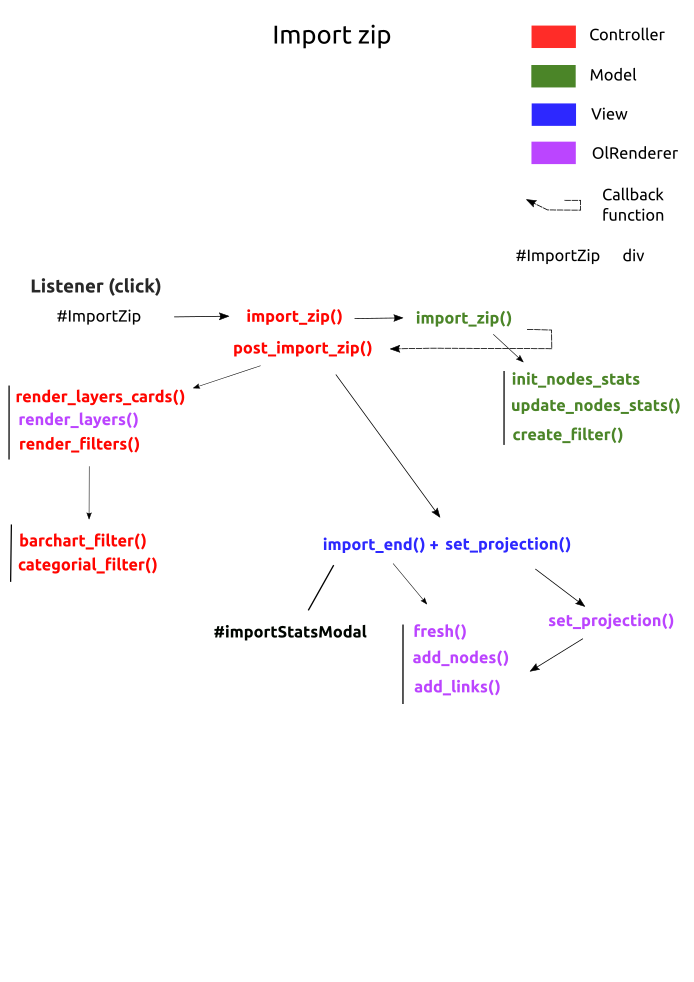 Import zip
Controller
Model
View
OlRenderer
Callback
function
#ImportZip div
Listener (click)
#ImportZip
import_zip()
import_zip()
post_import_zip()
init_nodes_stats
update_nodes_stats()
create_filter()
render_layers_cards()
render_layers()
render_filters()
barchart_filter()
categorial_filter()
import_end() + set_projection()
#importStatsModal
fresh()
add_nodes()
add_links()
set_projection()